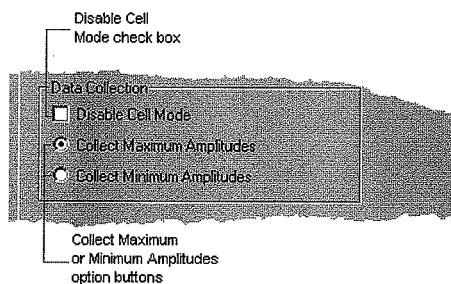 Disable Cell
Mode check box
Data Collection
Disable Cell Mode
Collect Maximum Amplitudes
Collect Minimum Amplitudes
Collect Maximum
or Minimum Amplitudes
option buttons